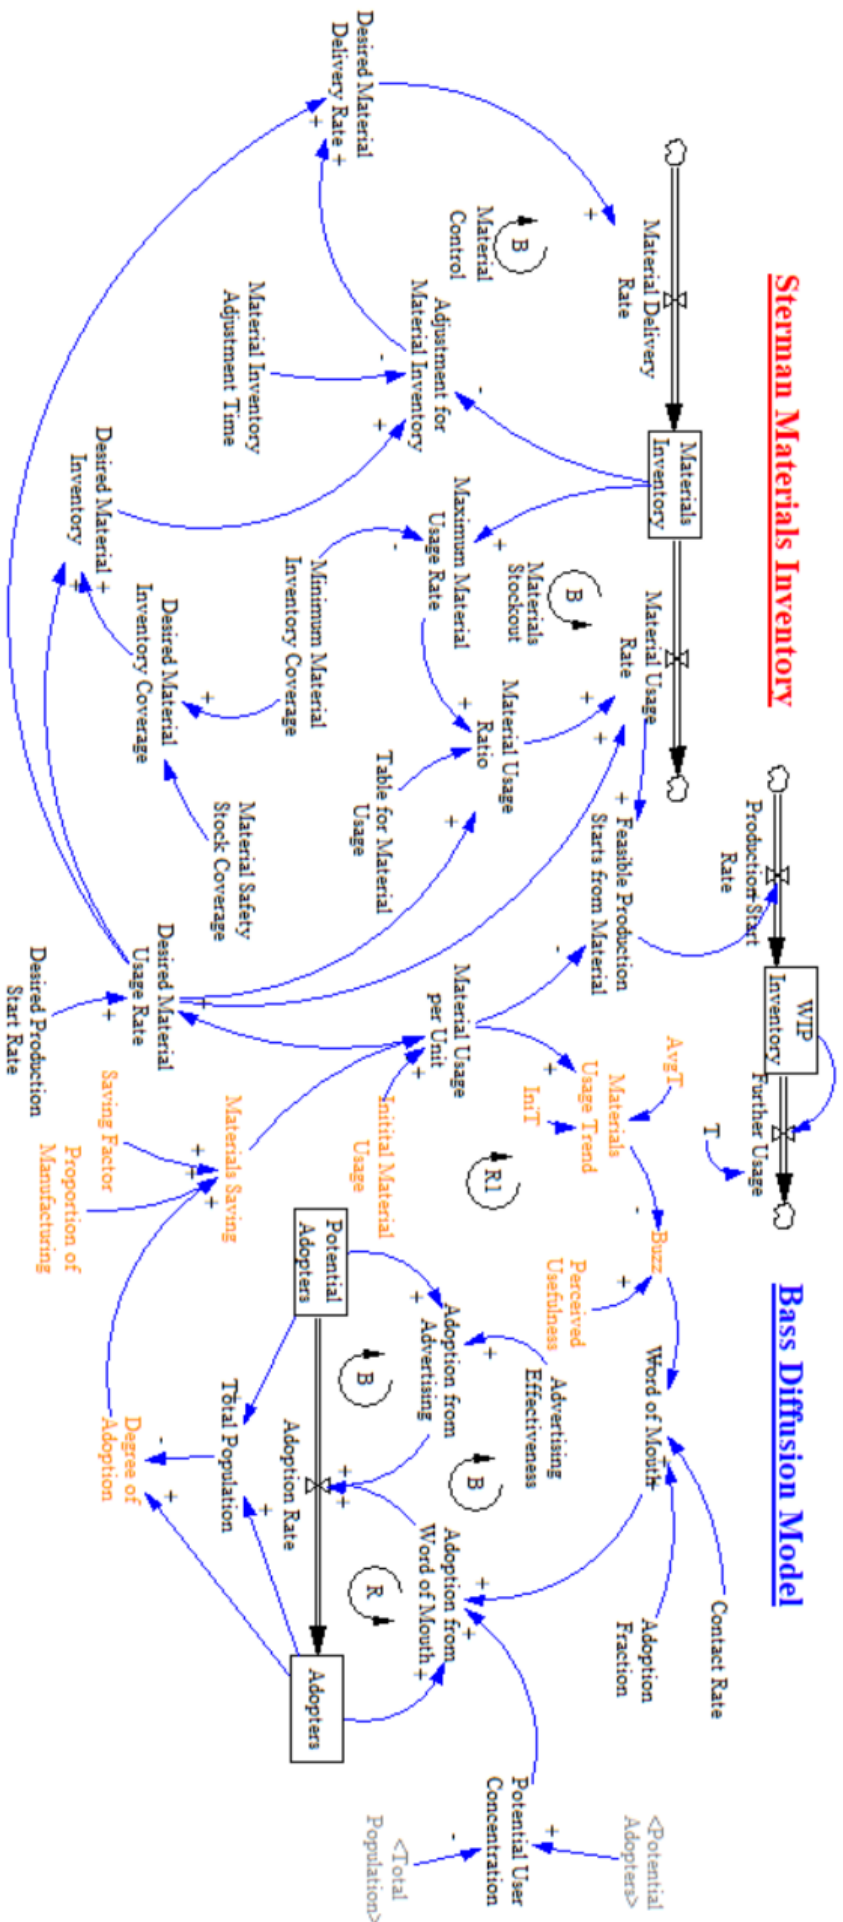 Sterman Materials Inventory
Bass Diffusion Model
Production Start
Rate
WIP
Inventory
Further Usage
T
Material Delivery
Rate
Materials
Inventory
Material Usage
Rate
Feasible Production
Starts from Material
AvgT
Materials
Usage Trend
IniT
Buzz
Perceived
Usefulness
Word of Mouth
Contact Rate
Adoption
Fraction
B
Material
Control
B
Materials
Stockout
Adjustment for
Material Inventory
Maximum Material
Usage Rate
Material Usage
Ratio
Table for Material
Usage
Material Usage
per Unit
Initital Material
Usage
R1
Adoption from
Advertising
Advertising
Effectiveness
B
Adoption from
Word of Mouth
Potential User
Concentration
<Potential
Adopters>
<Total
Population>
Desired Material
Delivery Rate
Material Inventory
Adjustment Time
Minimum Material
Inventory Coverage
Material Safety
Stock Coverage
Potential
Adopters
B
Adoption Rate
R
Adopters
Desired Material
Inventory
Desired Material
Inventory Coverage
Desired Material
Usage Rate
Desired Production
Start Rate
Materials Saving
Saving Factor
Proportion of
Manufacturing
Total Population
Degree of
Adoption